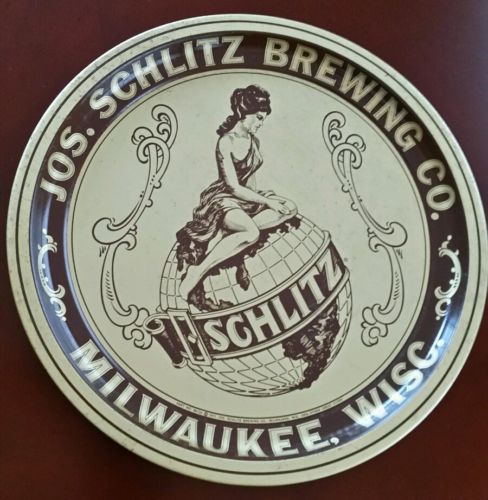 JOS. SCHLITZ BREWING CO.
SCHLITZ
MILWAUKEE, WISC.